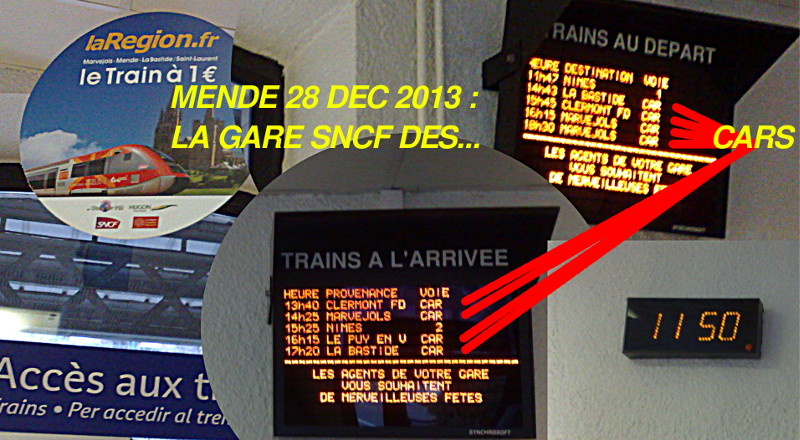 laRegion.fr
Marvejols - Mende - La Bastide / Saint-Laurent
le Train à 1€
SNCF
MENDE 28 DEC 2013 :
LA GARE SNCF DES...
CARS
TRAINS AU DEPART
HEURE DESTINATION VOIE
11h47 NIMES 1
14h43 LA BASTIDE CAR
15h45 CLERMONT FD CAR
16h15 MARVEJOLS CAR
18h30 MARVEJOLS CAR
LES AGENTS DE VOTRE GARE
VOUS SOUHAITENT
DE MERVEILLEUSES FETES
TRAINS A L'ARRIVEE
HEURE PROVENANCE VOIE
13h40 CLERMONT FD CAR
14h25 MARVEJOLS CAR
15h25 NIMES 2
16h15 LE PUY EN V CAR
17h20 LA BASTIDE CAR
LES AGENTS DE VOTRE GARE
VOUS SOUHAITENT
DE MERVEILLEUSES FETES
11 50
Accès aux t
rains • Per accedir al tre